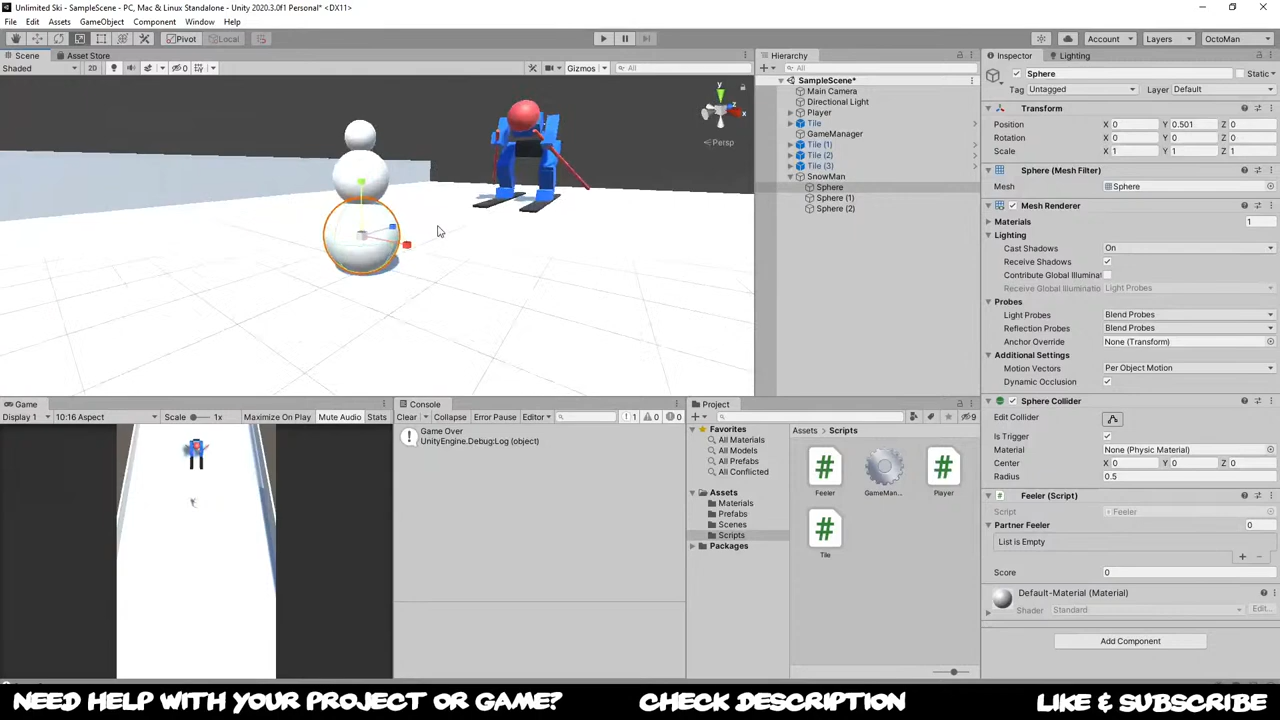 Unlimited Ski - SampleScene - PC, Mac & Linux Standalone - Unity 2020.3.0f1 Personal* <DX11>
File Edit Assets GameObject Component Window Help
Pivot Local Account Layers OctoMan
Scene Asset Store
Shaded 2D 0 Gizmos All
y
x
z
Persp
Hierarchy
All
SampleScene*
Main Camera
Directional Light
Player
Tile
GameManager
Tile (1)
Tile (2)
Tile (3)
SnowMan
Sphere
Sphere (1)
Sphere (2)
Inspector Lighting
Sphere Static
Tag Untagged Layer Default
Transform
Position X 0 Y 0.501 Z 0
Rotation X 0 Y 0 Z 0
Scale X 1 Y 1 Z 1
Sphere (Mesh Filter)
Mesh Sphere
Mesh Renderer
Materials 1
Lighting
Cast Shadows On
Receive Shadows
Contribute Global Illuminat
Receive Global Illuminatio Light Probes
Probes
Light Probes Blend Probes
Reflection Probes Blend Probes
Anchor Override None (Transform)
Additional Settings
Motion Vectors Per Object Motion
Dynamic Occlusion
Sphere Collider
Edit Collider
Is Trigger
Material None (Physic Material)
Center X 0 Y 0 Z 0
Radius 0.5
Feeler (Script)
Script Feeler
Partner Feeler 0
List is Empty
Score 0
Default-Material (Material)
Shader Standard Edit...
Add Component
Game
Display 1 10:16 Aspect Scale 1x Maximize On Play Mute Audio Stats
Console
Clear Collapse Error Pause Editor 1 0 0
Game Over
UnityEngine.Debug:Log (object)
Project
9
Favorites
All Materials
All Models
All Prefabs
All Conflicted
Assets
Materials
Prefabs
Scenes
Scripts
Packages
Assets > Scripts
Feeler GameMan... Player
Tile
NEED HELP WITH YOUR PROJECT OR GAME? CHECK DESCRIPTION LIKE & SUBSCRIBE